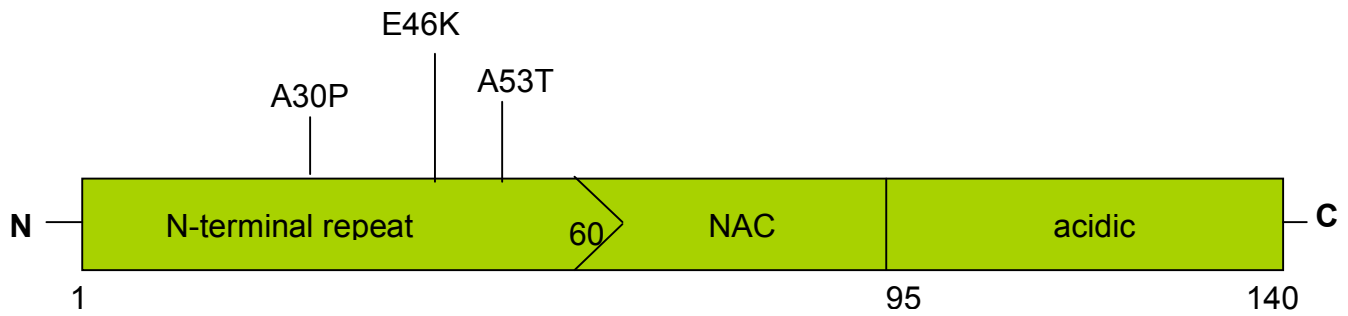 E46K
A53T
A30P
N N-terminal repeat 60 NAC acidic C
1 95 140